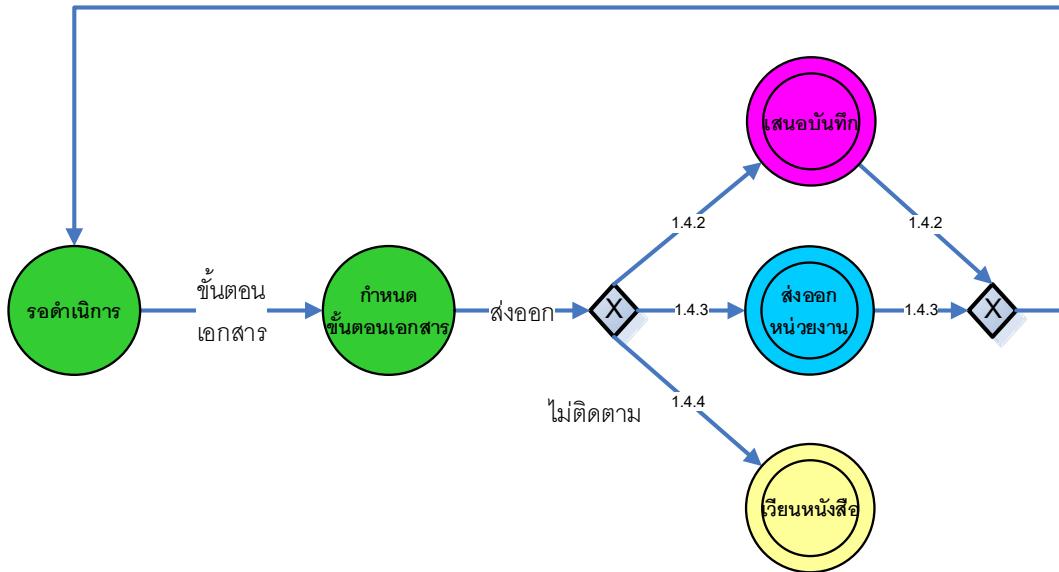 เสนอบันทึก
1.4.2
1.4.2
รอดำเนิการ
ขั้นตอน
เอกสาร
กำหนด
ขั้นตอนเอกสาร
ส่งออก
X
1.4.3
ส่งออก
หน่วยงาน
1.4.3
X
ไม่ติดตาม
1.4.4
เวียนหนังสือ